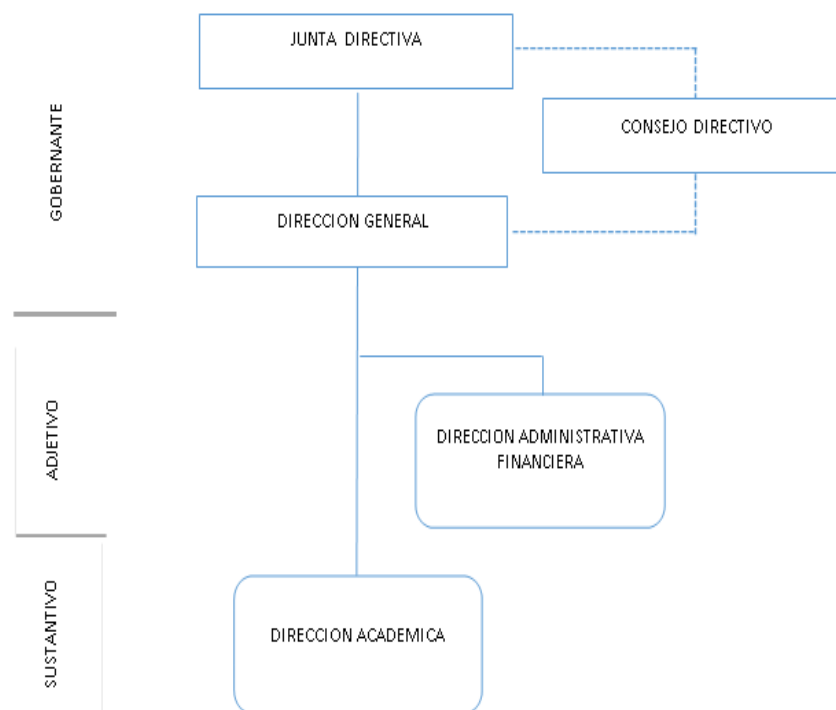 JUNTA DIRECTIVA
CONSEJO DIRECTIVO
GOBERNANTE
DIRECCION GENERAL
ADJETIVO
DIRECCION ADMINISTRATIVA
FINANCIERA
SUSTANTIVO
DIRECCION ACADEMICA